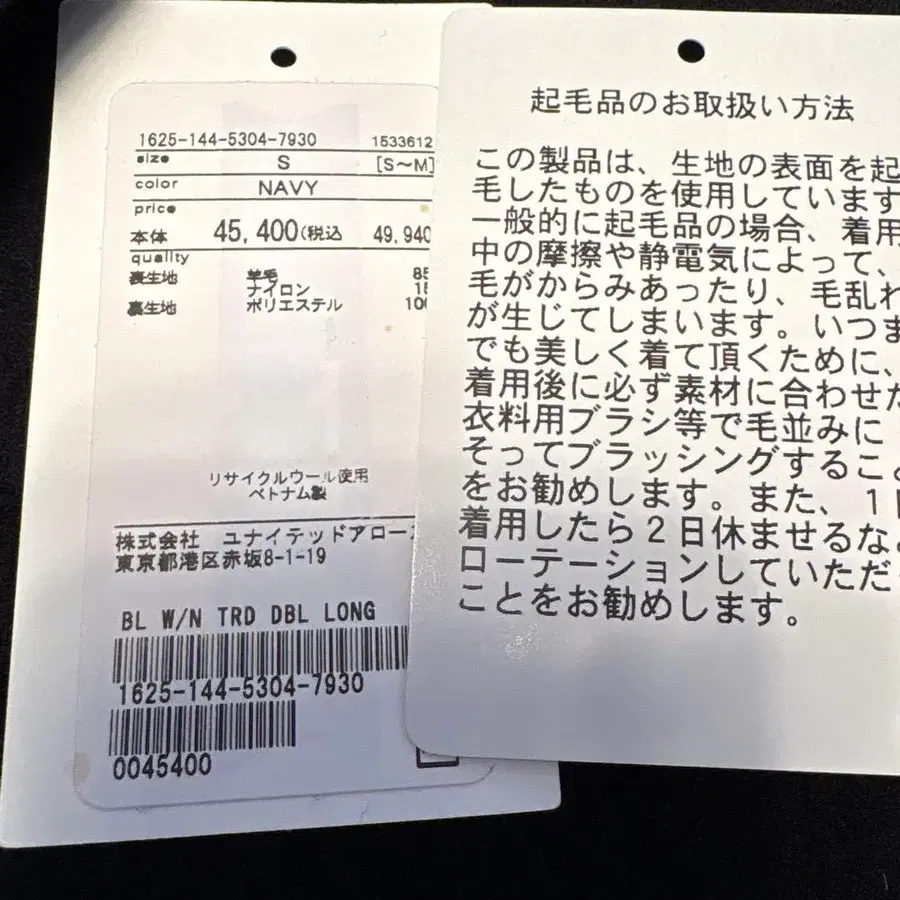 1625-144-5304-7930 1533612
size S [S〜M]
color NAVY
price
本体 45,400(税込 49,940
quality
表生地 羊毛 85
ナイロン 15
裏生地 ポリエステル 100
リサイクルウール使用
ベトナム製
株式会社 ユナイテッドアロー
東京都港区赤坂8-1-19
BL W/N TRD DBL LONG
1625-144-5304-7930
0045400
起毛品のお取扱い方法
この製品は、生地の表面を起
毛したものを使用しています
一般的に起毛品の場合、着用
中の摩擦や静電気によって、
毛がからみあったり、毛乱れ
が生じてしまいます。いつま
でも美しく着て頂くために、
着用後に必ず素材に合わせた
衣料用ブラシ等で毛並みに
そってブラッシングすること
をお勧めします。また、1日
着用したら2日休ませるな
ローテーションしていただ
ことをお勧めします。